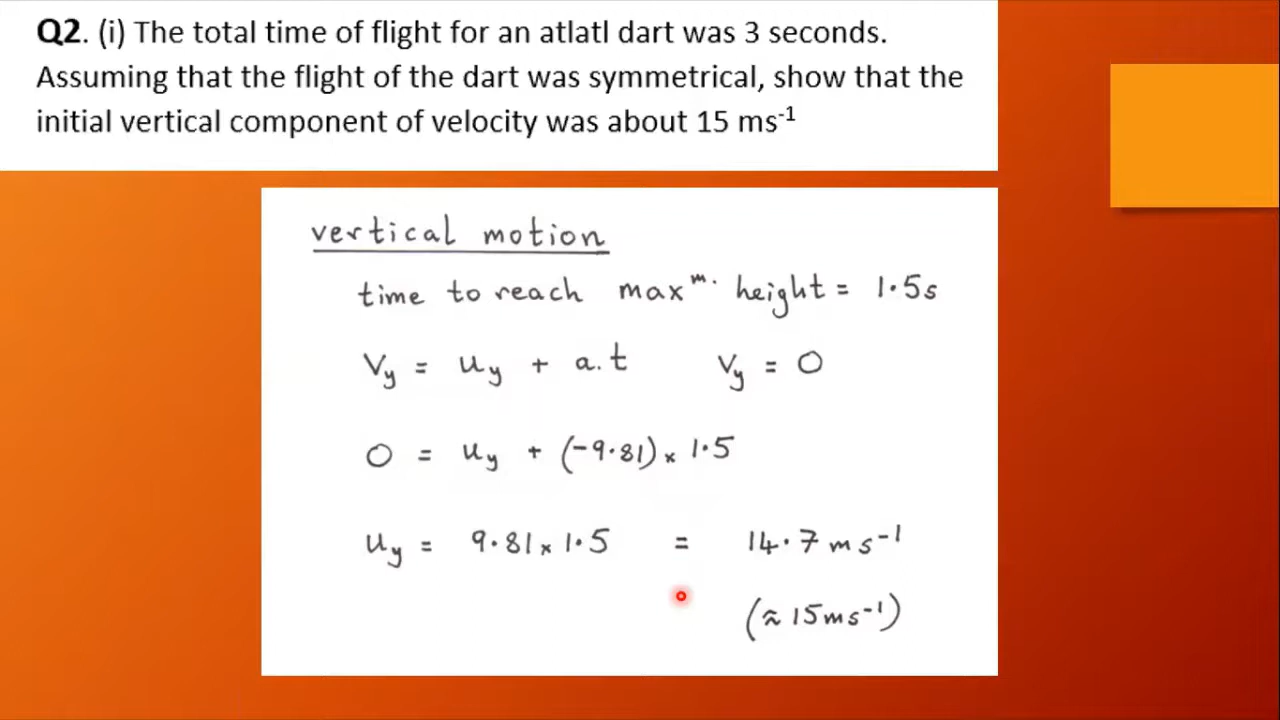 Q2. (i) The total time of flight for an atlatl dart was 3 seconds.
Assuming that the flight of the dart was symmetrical, show that the
initial vertical component of velocity was about 15 ms⁻¹
vertical motion
time to reach maxᵐ· height = 1·5s
Vy = uy + a.t Vy = 0
0 = uy + (-9·81) × 1·5
uy = 9·81 × 1·5 = 14·7 ms⁻¹
(≈ 15ms⁻¹)